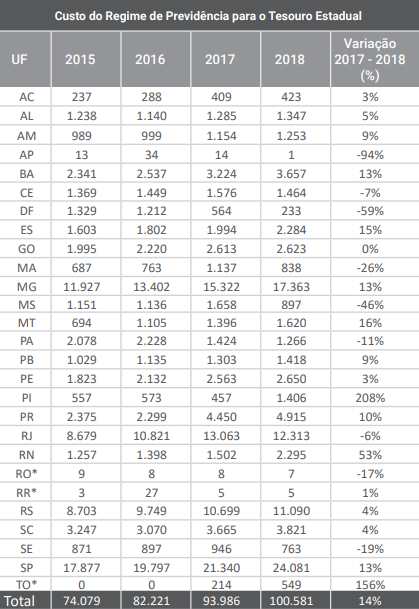 Custo do Regime de Previdência para o Tesouro Estadual
UF 2015 2016 2017 2018 Variação 2017 - 2018 (%)
AC 237 288 409 423 3%
AL 1.238 1.140 1.285 1.347 5%
AM 989 999 1.154 1.253 9%
AP 13 34 14 1 -94%
BA 2.341 2.537 3.224 3.657 13%
CE 1.369 1.449 1.576 1.464 -7%
DF 1.329 1.212 564 233 -59%
ES 1.603 1.802 1.994 2.284 15%
GO 1.995 2.220 2.613 2.623 0%
MA 687 763 1.137 838 -26%
MG 11.927 13.402 15.322 17.363 13%
MS 1.151 1.136 1.658 897 -46%
MT 694 1.105 1.396 1.620 16%
PA 2.078 2.228 1.424 1.266 -11%
PB 1.029 1.135 1.303 1.418 9%
PE 1.823 2.132 2.563 2.650 3%
PI 557 573 457 1.406 208%
PR 2.375 2.299 4.450 4.915 10%
RJ 8.679 10.821 13.063 12.313 -6%
RN 1.257 1.398 1.502 2.295 53%
RO* 9 8 8 7 -17%
RR* 3 27 5 5 1%
RS 8.703 9.749 10.699 11.090 4%
SC 3.247 3.070 3.665 3.821 4%
SE 871 897 946 763 -19%
SP 17.877 19.797 21.340 24.081 13%
TO* 0 0 214 549 156%
Total 74.079 82.221 93.986 100.581 14%